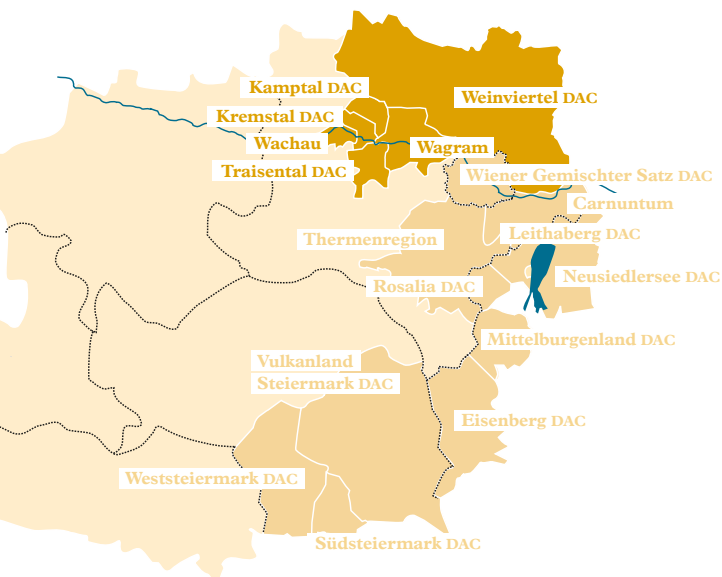 Kamptal DAC
Weinviertel DAC
Kremstal DAC
Wachau
Wagram
Traisental DAC
Wiener Gemischter Satz DAC
Carnuntum
Thermenregion
Leithaberg DAC
Neusiedlersee DAC
Rosalia DAC
Mittelburgenland DAC
Vulkanland
Steiermark DAC
Eisenberg DAC
Weststeiermark DAC
Südsteiermark DAC